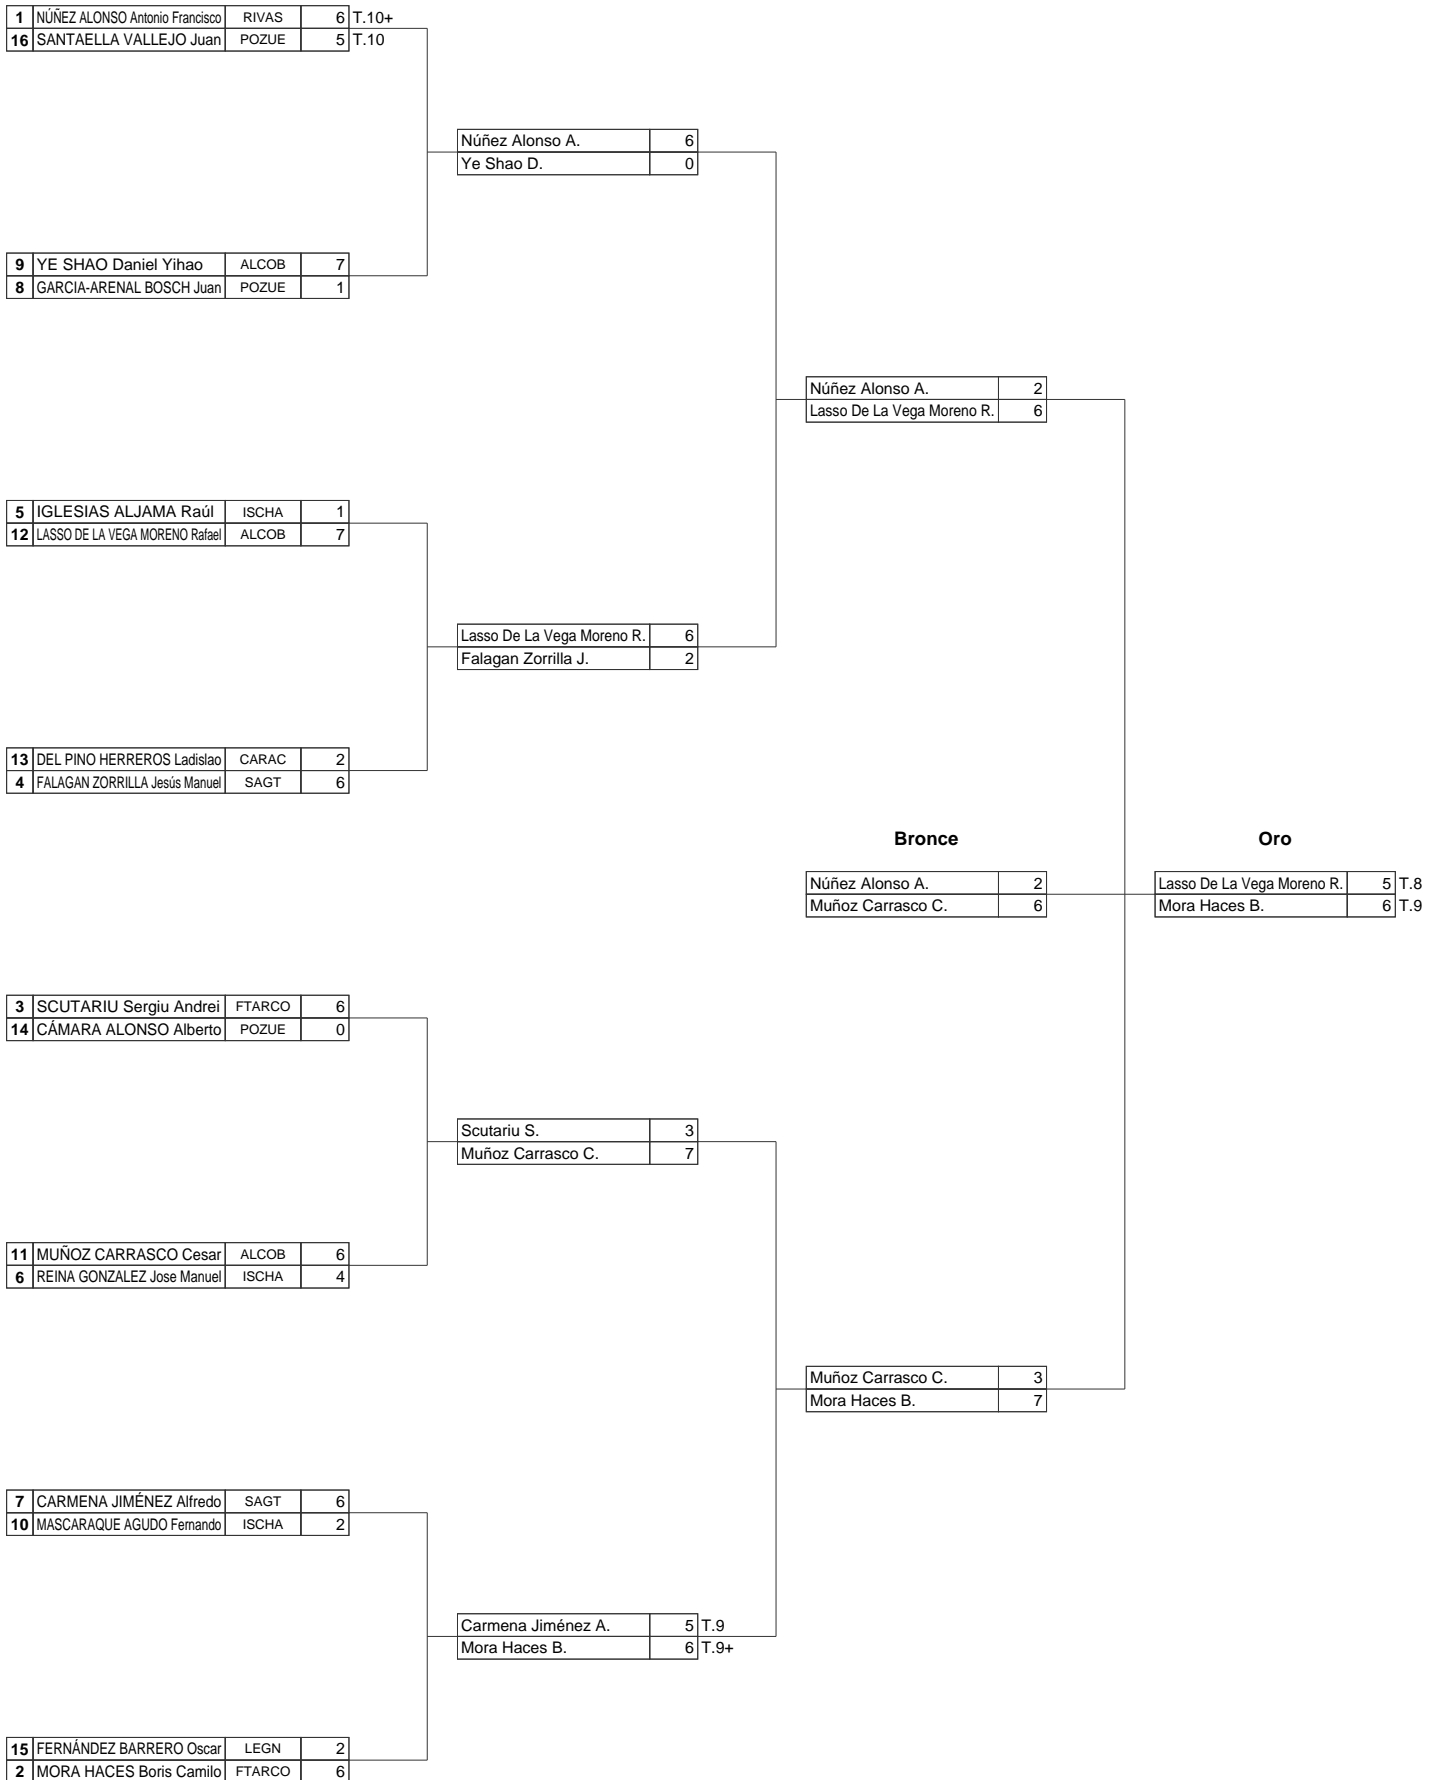 1 NÚÑEZ ALONSO Antonio Francisco RIVAS 6 T.10+
16 SANTAELLA VALLEJO Juan POZUE 5 T.10
Núñez Alonso A. 6
Ye Shao D. 0
9 YE SHAO Daniel Yihao ALCOB 7
8 GARCIA-ARENAL BOSCH Juan POZUE 1
Núñez Alonso A. 2
Lasso De La Vega Moreno R. 6
5 IGLESIAS ALJAMA Raúl ISCHA 1
12 LASSO DE LA VEGA MORENO Rafael ALCOB 7
Lasso De La Vega Moreno R. 6
Falagan Zorrilla J. 2
13 DEL PINO HERREROS Ladislao CARAC 2
4 FALAGAN ZORRILLA Jesús Manuel SAGT 6
Bronce Oro
Núñez Alonso A. 2 Lasso De La Vega Moreno R. 5 T.8
Muñoz Carrasco C. 6 Mora Haces B. 6 T.9
3 SCUTARIU Sergiu Andrei FTARCO 6
14 CÁMARA ALONSO Alberto POZUE 0
Scutariu S. 3
Muñoz Carrasco C. 7
11 MUÑOZ CARRASCO Cesar ALCOB 6
6 REINA GONZALEZ Jose Manuel ISCHA 4
Muñoz Carrasco C. 3
Mora Haces B. 7
7 CARMENA JIMÉNEZ Alfredo SAGT 6
10 MASCARAQUE AGUDO Fernando ISCHA 2
Carmena Jiménez A. 5 T.9
Mora Haces B. 6 T.9+
15 FERNÁNDEZ BARRERO Oscar LEGN 2
2 MORA HACES Boris Camilo FTARCO 6